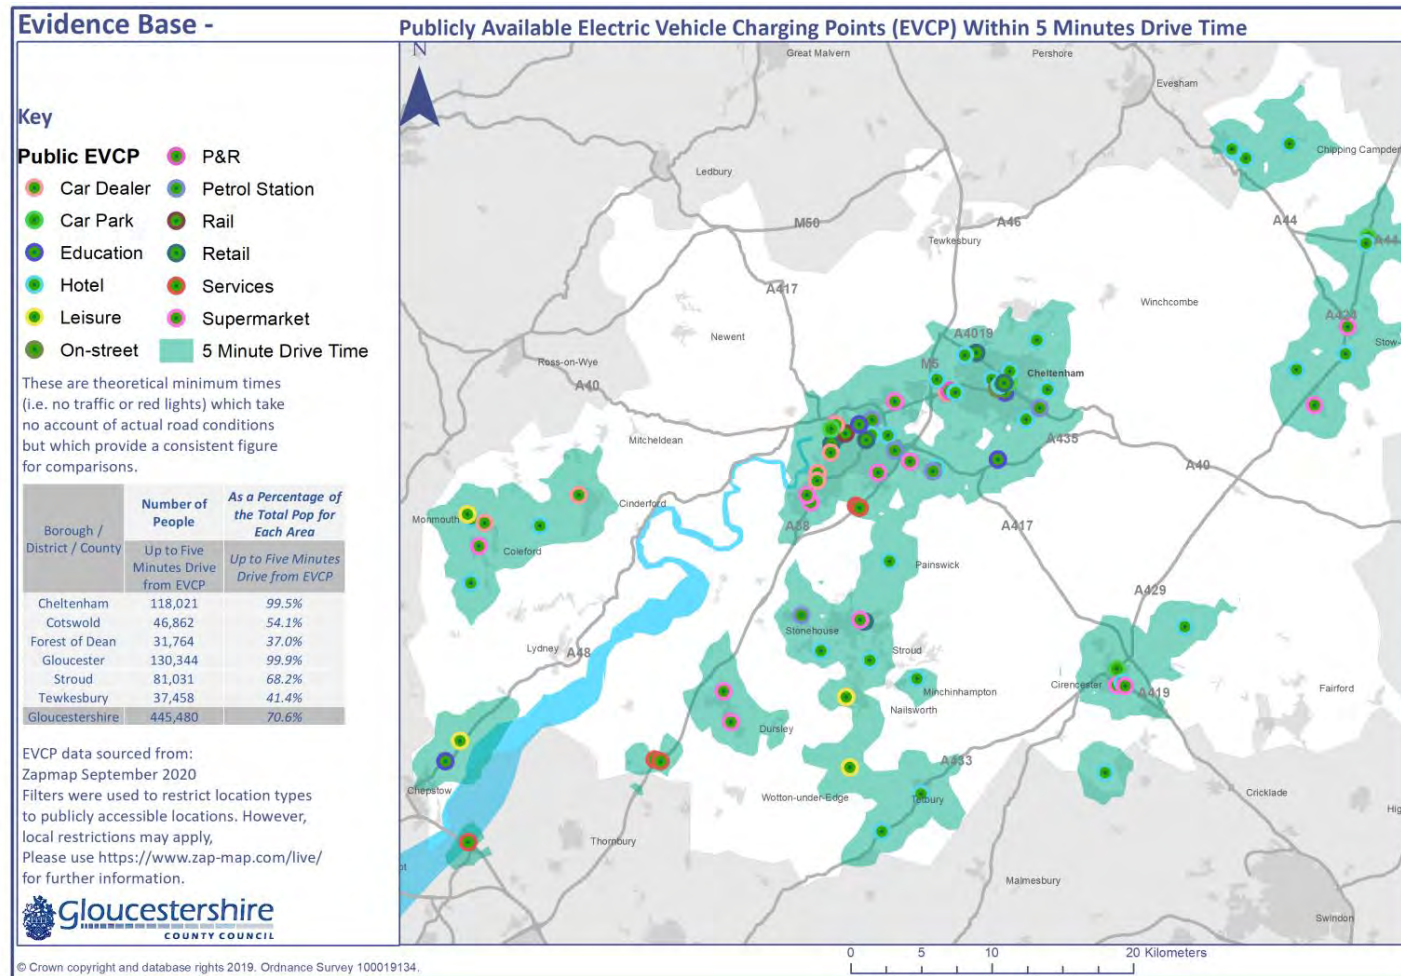 Evidence Base -
Publicly Available Electric Vehicle Charging Points (EVCP) Within 5 Minutes Drive Time
Key
Public EVCP
Car Dealer
Car Park
Education
Hotel
Leisure
On-street
P&R
Petrol Station
Rail
Retail
Services
Supermarket
5 Minute Drive Time
These are theoretical minimum times
(i.e. no traffic or red lights) which take
no account of actual road conditions
but which provide a consistent figure
for comparisons.
Borough / District / County
Number of People
As a Percentage of the Total Pop for Each Area
Up to Five Minutes Drive from EVCP
Up to Five Minutes Drive from EVCP
Cheltenham 118,021 99.5%
Cotswold 46,862 54.1%
Forest of Dean 31,764 37.0%
Gloucester 130,344 99.9%
Stroud 81,031 68.2%
Tewkesbury 37,458 41.4%
Gloucestershire 445,480 70.6%
EVCP data sourced from:
Zapmap September 2020
Filters were used to restrict location types
to publicly accessible locations. However,
local restrictions may apply,
Please use https://www.zap-map.com/live/
for further information.
Gloucestershire
COUNTY COUNCIL
© Crown copyright and database rights 2019. Ordnance Survey 100019134.
N
Great Malvern
Pershore
Evesham
Chipping Campden
Ledbury
M50
A46
A44
Tewkesbury
A44
A417
Winchcombe
A424
Newent
A4019
Stow-
Ross-on-Wye
M5
Cheltenham
A40
Mitcheldean
A435
A40
Cinderford
Monmouth
A38
A417
Coleford
Painswick
A429
Stonehouse
Lydney
A48
Stroud
Minchinhampton
Cirencester
A419
Fairford
Nailsworth
Dursley
A433
Chepstow
Wotton-under-Edge
Tetbury
Cricklade
Thornbury
Malmesbury
Swindon
0 5 10 20 Kilometers